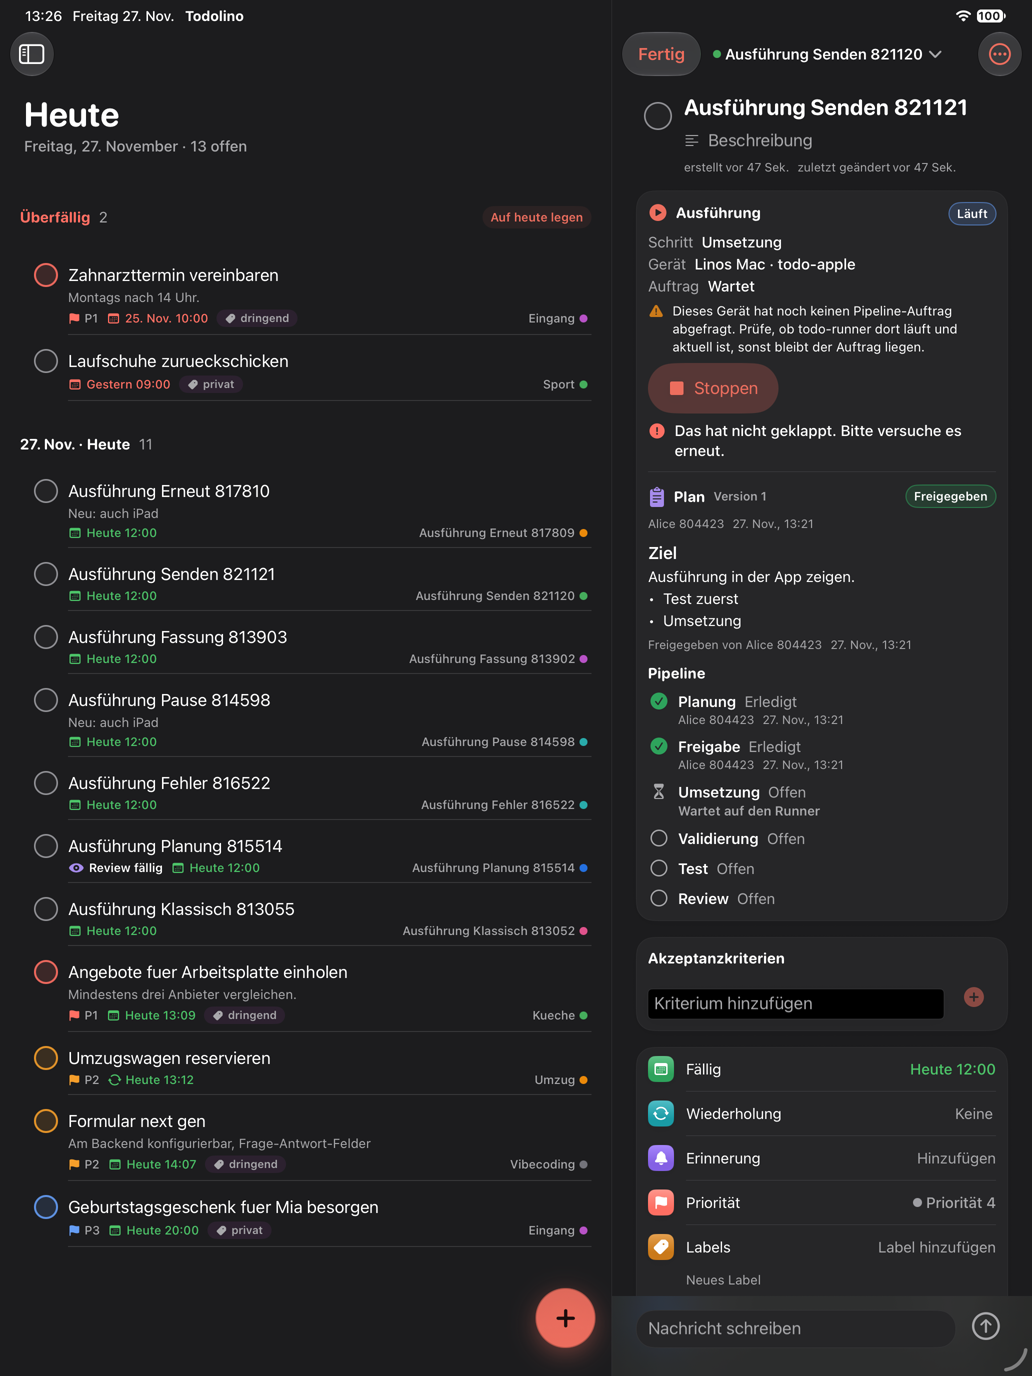 13:26 Freitag 27. Nov. Todolino
100
Heute
Freitag, 27. November · 13 offen
Überfällig 2
Auf heute legen
Zahnarzttermin vereinbaren
Montags nach 14 Uhr.
P1 25. Nov. 10:00 dringend Eingang
Laufschuhe zurueckschicken
Gestern 09:00 privat Sport
27. Nov. · Heute 11
Ausführung Erneut 817810
Neu: auch iPad
Heute 12:00 Ausführung Erneut 817809
Ausführung Senden 821121
Heute 12:00 Ausführung Senden 821120
Ausführung Fassung 813903
Heute 12:00 Ausführung Fassung 813902
Ausführung Pause 814598
Neu: auch iPad
Heute 12:00 Ausführung Pause 814598
Ausführung Fehler 816522
Heute 12:00 Ausführung Fehler 816522
Ausführung Planung 815514
Review fällig Heute 12:00 Ausführung Planung 815514
Ausführung Klassisch 813055
Heute 12:00 Ausführung Klassisch 813052
Angebote fuer Arbeitsplatte einholen
Mindestens drei Anbieter vergleichen.
P1 Heute 13:09 dringend Kueche
Umzugswagen reservieren
P2 Heute 13:12 Umzug
Formular next gen
Am Backend konfigurierbar, Frage-Antwort-Felder
P2 Heute 14:07 dringend Vibecoding
Geburtstagsgeschenk fuer Mia besorgen
P3 Heute 20:00 privat Eingang
Fertig
Ausführung Senden 821120
Ausführung Senden 821121
Beschreibung
erstellt vor 47 Sek. zuletzt geändert vor 47 Sek.
Ausführung Läuft
Schritt Umsetzung
Gerät Linos Mac · todo-apple
Auftrag Wartet
Dieses Gerät hat noch keinen Pipeline-Auftrag
abgefragt. Prüfe, ob todo-runner dort läuft und
aktuell ist, sonst bleibt der Auftrag liegen.
Stoppen
Das hat nicht geklappt. Bitte versuche es
erneut.
Plan Version 1 Freigegeben
Alice 804423 27. Nov., 13:21
Ziel
Ausführung in der App zeigen.
• Test zuerst
• Umsetzung
Freigegeben von Alice 804423 27. Nov., 13:21
Pipeline
Planung Erledigt
Alice 804423 27. Nov., 13:21
Freigabe Erledigt
Alice 804423 27. Nov., 13:21
Umsetzung Offen
Wartet auf den Runner
Validierung Offen
Test Offen
Review Offen
Akzeptanzkriterien
Kriterium hinzufügen
Fällig Heute 12:00
Wiederholung Keine
Erinnerung Hinzufügen
Priorität Priorität 4
Labels Label hinzufügen
Neues Label
Nachricht schreiben